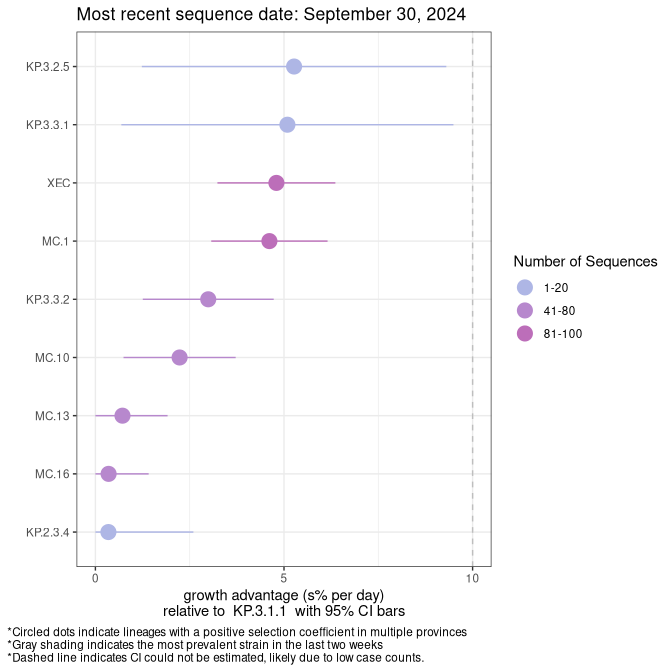 Most recent sequence date: September 30, 2024
KP.3.2.5
KP.3.3.1
XEC
MC.1
KP.3.3.2
MC.10
MC.13
MC.16
KP.2.3.4
0 5 10
growth advantage (s% per day)
relative to KP.3.1.1 with 95% CI bars
Number of Sequences
1-20
41-80
81-100
*Circled dots indicate lineages with a positive selection coefficient in multiple provinces
*Gray shading indicates the most prevalent strain in the last two weeks
*Dashed line indicates CI could not be estimated, likely due to low case counts.